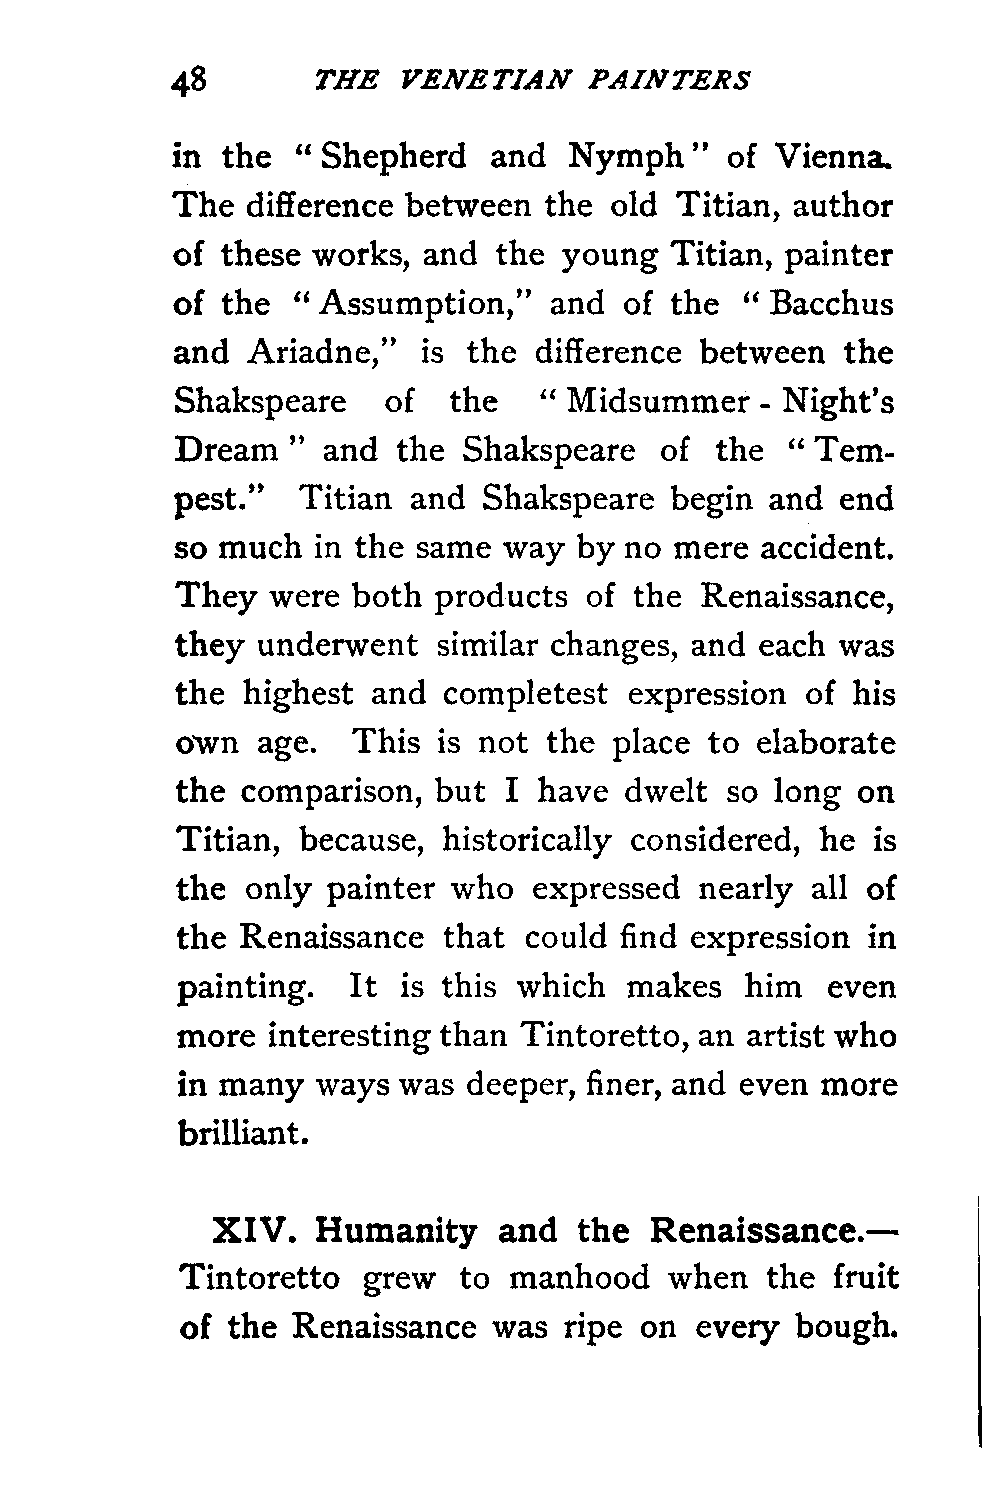 48 THE VENETIAN PAINTERS
in the “ Shepherd and Nymph ” of Vienna.
The difference between the old Titian, author
of these works, and the young Titian, painter
of the “ Assumption,” and of the “ Bacchus
and Ariadne,” is the difference between the
Shakspeare of the “ Midsummer - Night's
Dream ” and the Shakspeare of the “ Tem-
pest.” Titian and Shakspeare begin and end
so much in the same way by no mere accident.
They were both products of the Renaissance,
they underwent similar changes, and each was
the highest and completest expression of his
own age. This is not the place to elaborate
the comparison, but I have dwelt so long on
Titian, because, historically considered, he is
the only painter who expressed nearly all of
the Renaissance that could find expression in
painting. It is this which makes him even
more interesting than Tintoretto, an artist who
in many ways was deeper, finer, and even more
brilliant.
XIV. Humanity and the Renaissance.—
Tintoretto grew to manhood when the fruit
of the Renaissance was ripe on every bough.